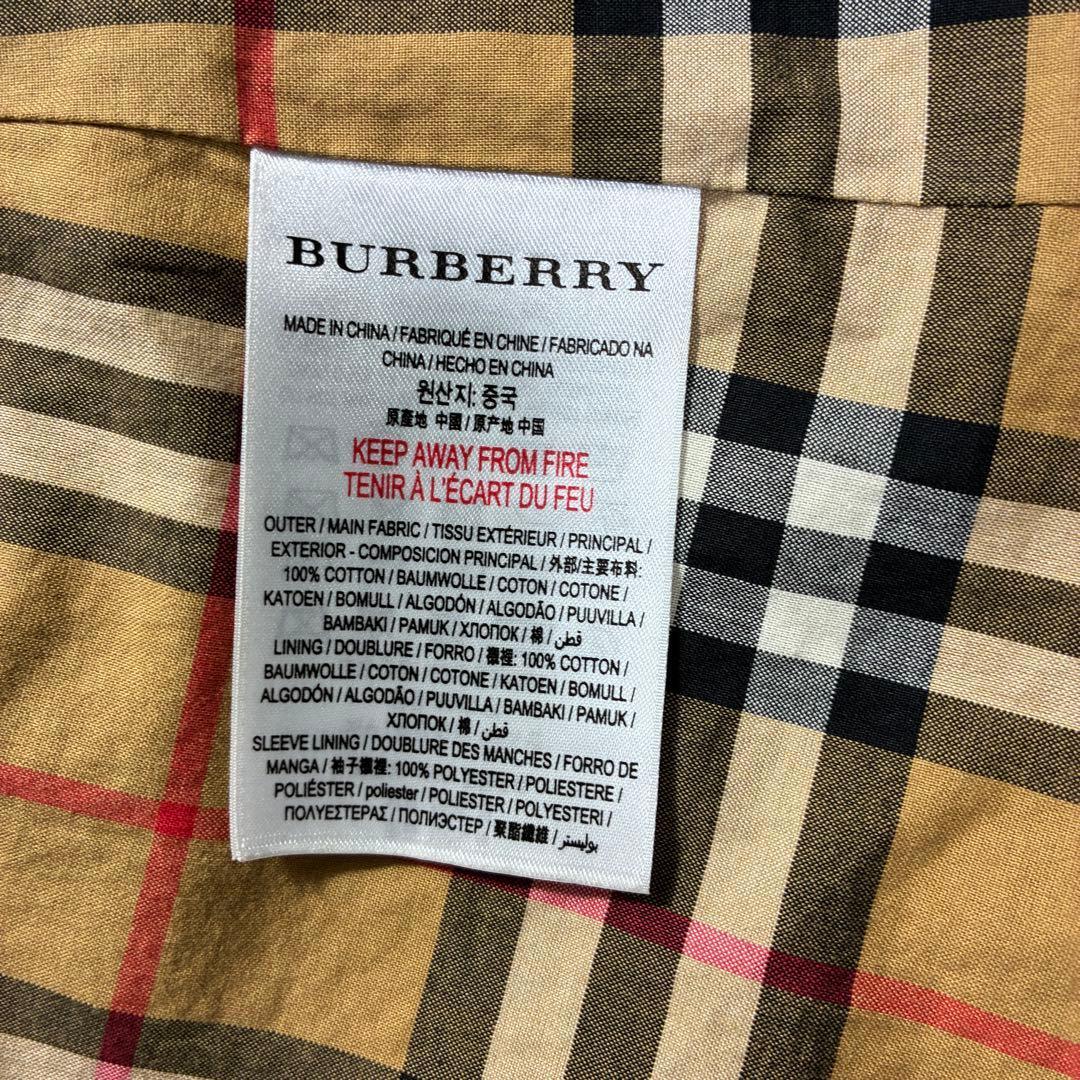 BURBERRY
MADE IN CHINA / FABRIQUÉ EN CHINE / FABRICADO NA
CHINA / HECHO EN CHINA
원산지: 중국
原產地 中國 / 原产地 中国
KEEP AWAY FROM FIRE
TENIR À L'ÉCART DU FEU
OUTER / MAIN FABRIC / TISSU EXTÉRIEUR / PRINCIPAL /
EXTERIOR - COMPOSICION PRINCIPAL / 外部/主要布料:
100% COTTON / BAUMWOLLE / COTON / COTONE /
KATOEN / BOMULL / ALGODÓN / ALGODÃO / PUUVILLA /
BAMBAKI / PAMUK / ХЛОПОК / 棉 / قطن
LINING / DOUBLURE / FORRO / 襯裡: 100% COTTON /
BAUMWOLLE / COTON / COTONE / KATOEN / BOMULL /
ALGODÓN / ALGODÃO / PUUVILLA / BAMBAKI / PAMUK /
ХЛОПОК / 棉 / قطن
SLEEVE LINING / DOUBLURE DES MANCHES / FORRO DE
MANGA / 袖子襯裡: 100% POLYESTER / POLIESTERE /
POLIÉSTER / poliester / POLIESTER / POLYESTERI /
ΠΟΛΥΕΣΤΕΡΑΣ / ПОЛИЭСТЕР / 聚酯纖維 / بوليستر